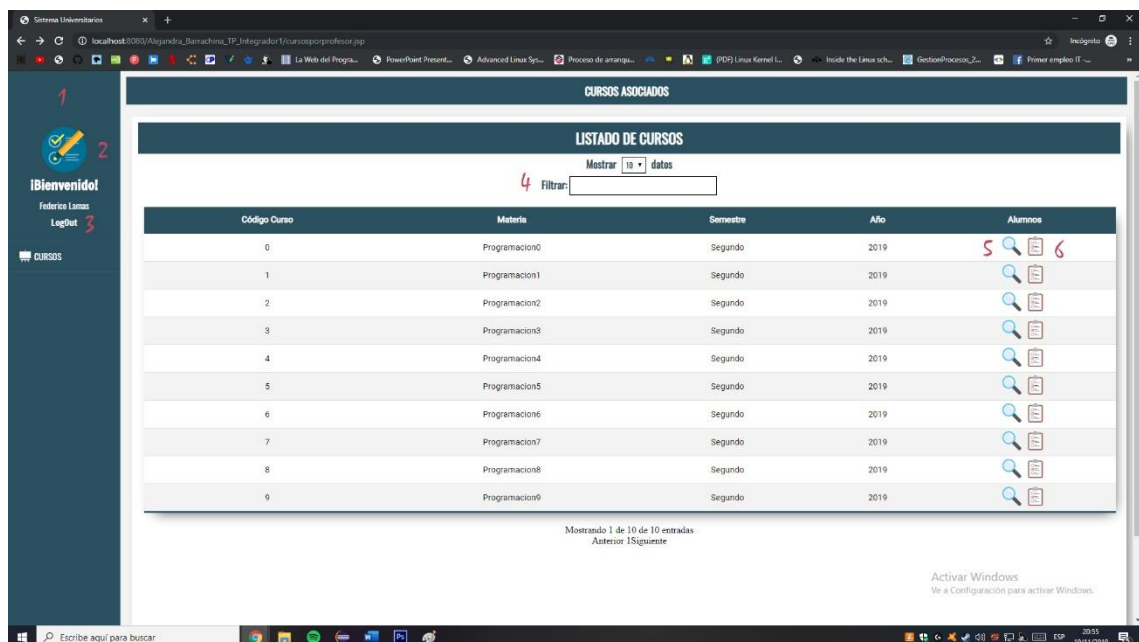 Sistema Universitarios
localhost:8080/Alejandra_Barrachina_TP_Integrador1/cursosporprofesor.jsp
Incógnito
La Web del Progra...
PowerPoint Present...
Advanced Linux Sys...
Proceso de arranqu...
(PDF) Linux Kernel I...
Inside the Linux sch...
GestionProcesos_2...
Primer empleo IT -...
1
2
¡Bienvenido!
Federico Lamas
LogOut 3
CURSOS
CURSOS ASOCIADOS
LISTADO DE CURSOS
Mostrar 10 datos
4 Filtrar:
Código Curso Materia Semestre Año Alumnos
0 Programacion0 Segundo 2019 5 6
1 Programacion1 Segundo 2019
2 Programacion2 Segundo 2019
3 Programacion3 Segundo 2019
4 Programacion4 Segundo 2019
5 Programacion5 Segundo 2019
6 Programacion6 Segundo 2019
7 Programacion7 Segundo 2019
8 Programacion8 Segundo 2019
9 Programacion9 Segundo 2019
Mostrando 1 de 10 de 10 entradas
Anterior 1Siguiente
Activar Windows
Ve a Configuración para activar Windows.
Escribe aquí para buscar
ESP
20:55
19/11/2019